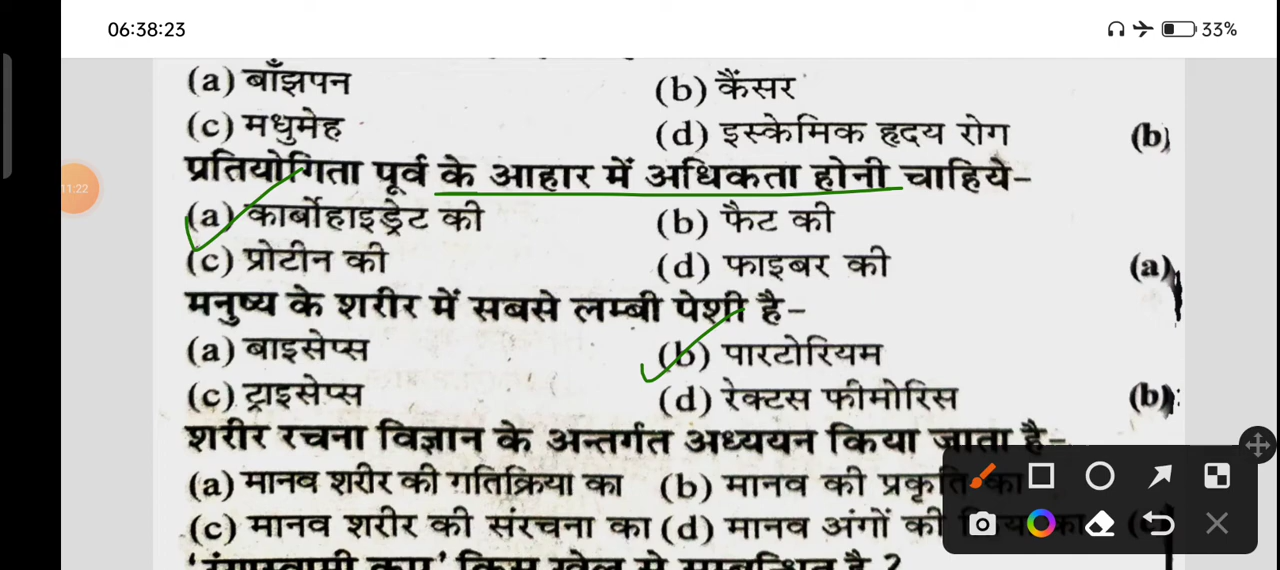 06:38:23 33%
(a) बाँझपन (b) कैंसर
(c) मधुमेह (d) इस्केमिक हृदय रोग (b)
11:22
प्रतियोगिता पूर्व के आहार में अधिकता होनी चाहिये–
(a) कार्बोहाइड्रेट की (b) फैट की
(c) प्रोटीन की (d) फाइबर की (a)
मनुष्य के शरीर में सबसे लम्बी पेशी है–
(a) बाइसेप्स (b) पारटोरियम
(c) ट्राइसेप्स (d) रेक्टस फीमोरिस (b)
शरीर रचना विज्ञान के अन्तर्गत अध्ययन किया जाता है–
(a) मानव शरीर की गतिक्रिया का (b) मानव की प्रकृति का
(c) मानव शरीर की संरचना का (d) मानव अंगों की